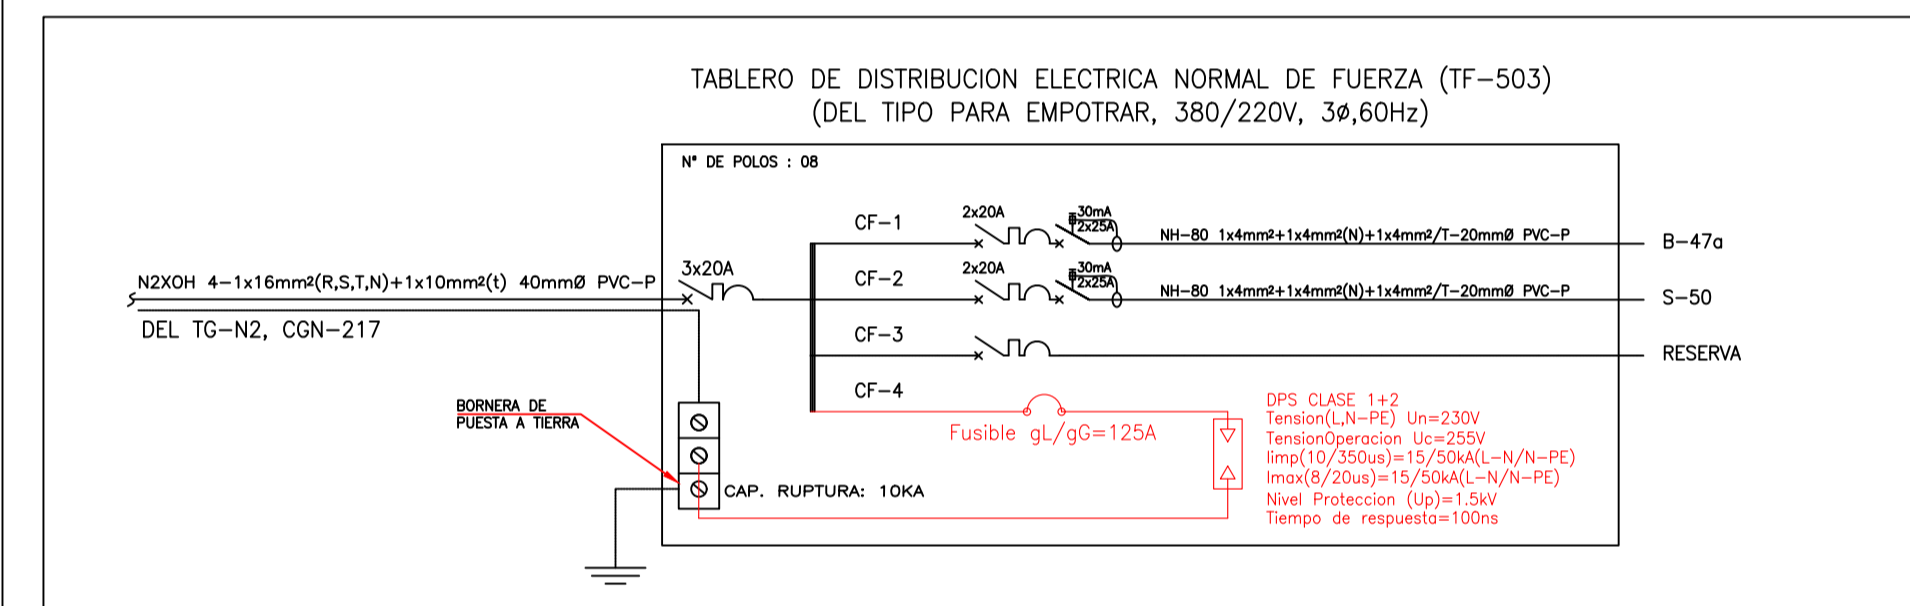 TABLERO DE DISTRIBUCION ELECTRICA NORMAL DE FUERZA (TF-503)
(DEL TIPO PARA EMPOTRAR, 380/220V, 3ø,60Hz)
N° DE POLOS : 08
CF-1
2x20A
30mA
2x25A
NH-80 1x4mm²+1x4mm²(N)+1x4mm²/T-20mmØ PVC-P
B-47a
N2XOH 4-1x16mm²(R,S,T,N)+1x10mm²(t) 40mmØ PVC-P
3x20A
CF-2
2x20A
30mA
2x25A
NH-80 1x4mm²+1x4mm²(N)+1x4mm²/T-20mmØ PVC-P
S-50
DEL TG-N2, CGN-217
CF-3
RESERVA
CF-4
BORNERA DE
PUESTA A TIERRA
Fusible gL/gG=125A
DPS CLASE 1+2
Tension(L,N-PE) Un=230V
TensionOperacion Uc=255V
Iimp(10/350us)=15/50kA(L-N/N-PE)
Imax(8/20us)=15/50kA(L-N/N-PE)
Nivel Proteccion (Up)=1.5kV
Tiempo de respuesta=100ns
CAP. RUPTURA: 10KA